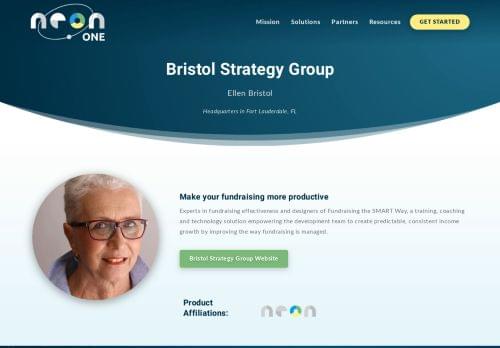 neon
ONE
Mission Solutions Partners Resources GET STARTED
Bristol Strategy Group
Ellen Bristol
Headquarters in Fort Lauderdale, FL
Make your fundraising more productive
Experts in fundraising effectiveness and designers of Fundraising the SMART Way, a training, coaching
and technology solution empowering the development team to create predictable, consistent income
growth by improving the way fundraising is managed.
Bristol Strategy Group Website
Product
Affiliations:
neon